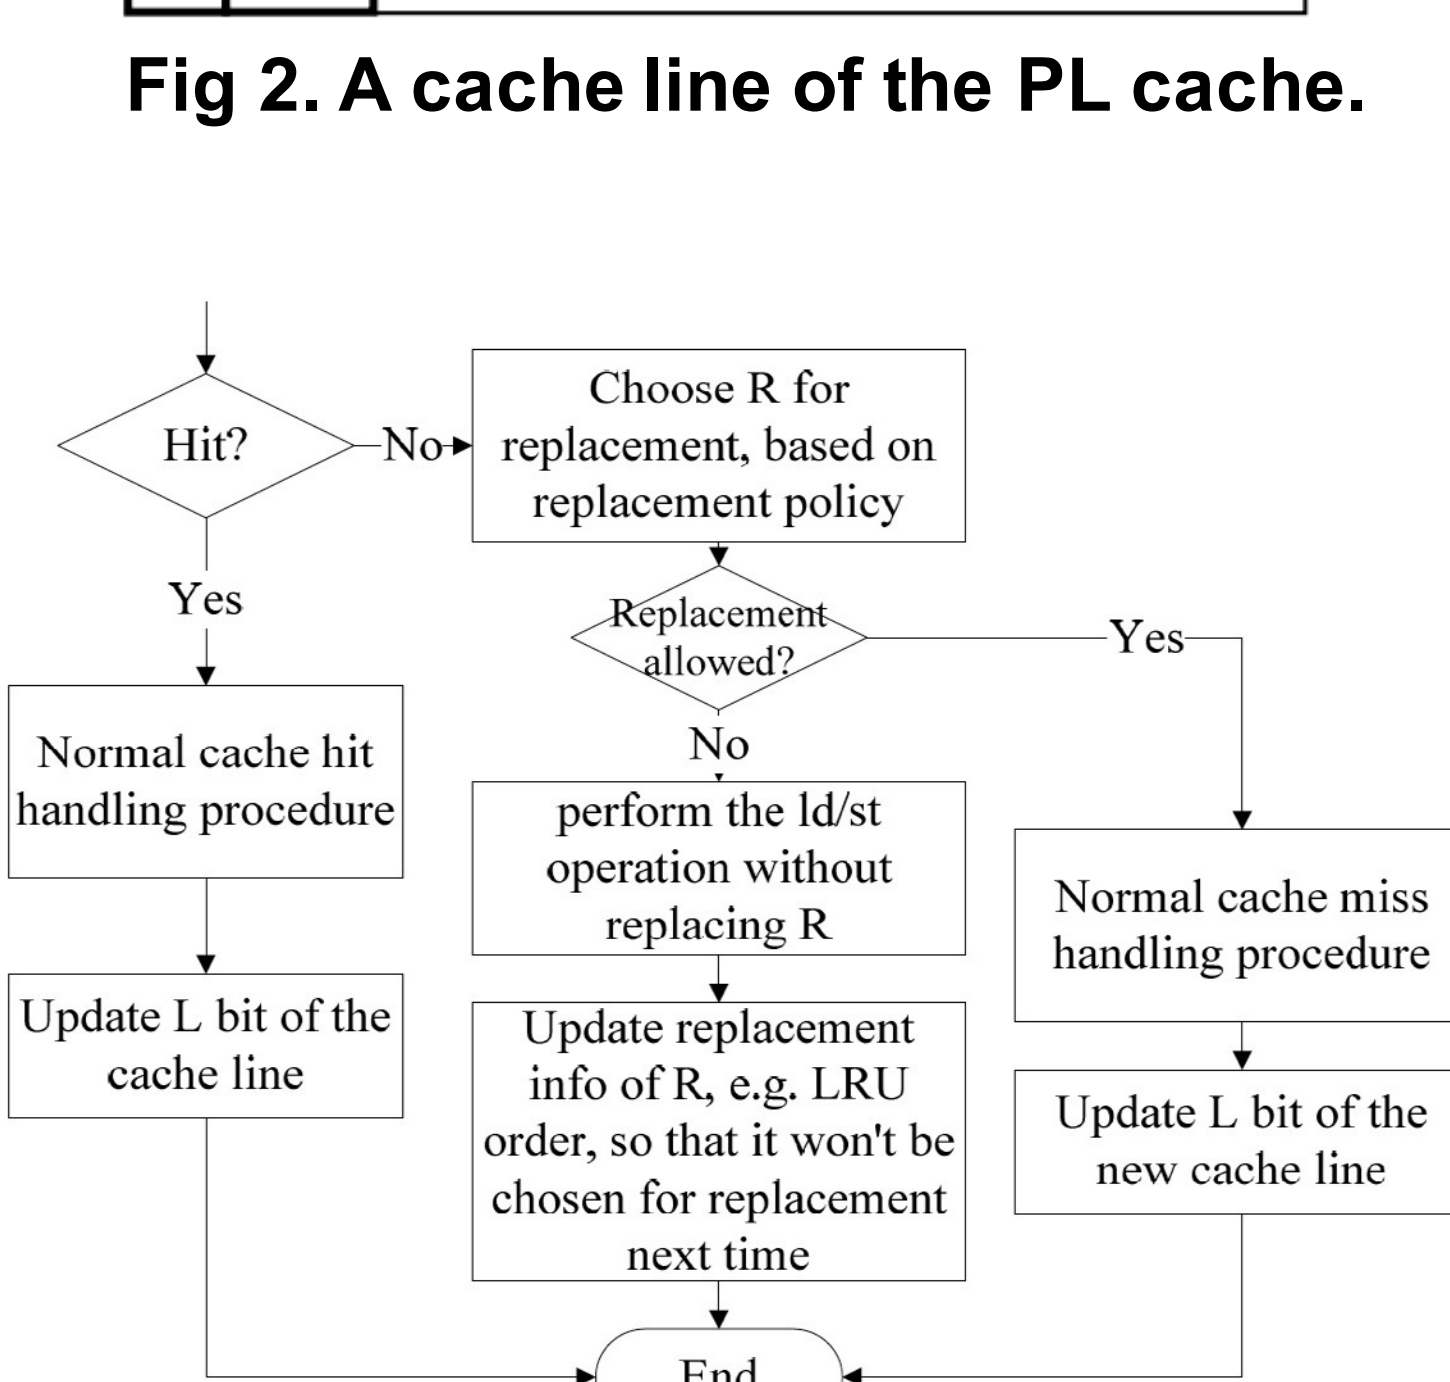 Fig 2. A cache line of the PL cache.
Hit?
No
Choose R for
replacement, based on
replacement policy
Yes
Replacement
allowed?
Yes
No
Normal cache hit
handling procedure
perform the ld/st
operation without
replacing R
Normal cache miss
handling procedure
Update L bit of the
cache line
Update replacement
info of R, e.g. LRU
order, so that it won't be
chosen for replacement
next time
Update L bit of the
new cache line
End